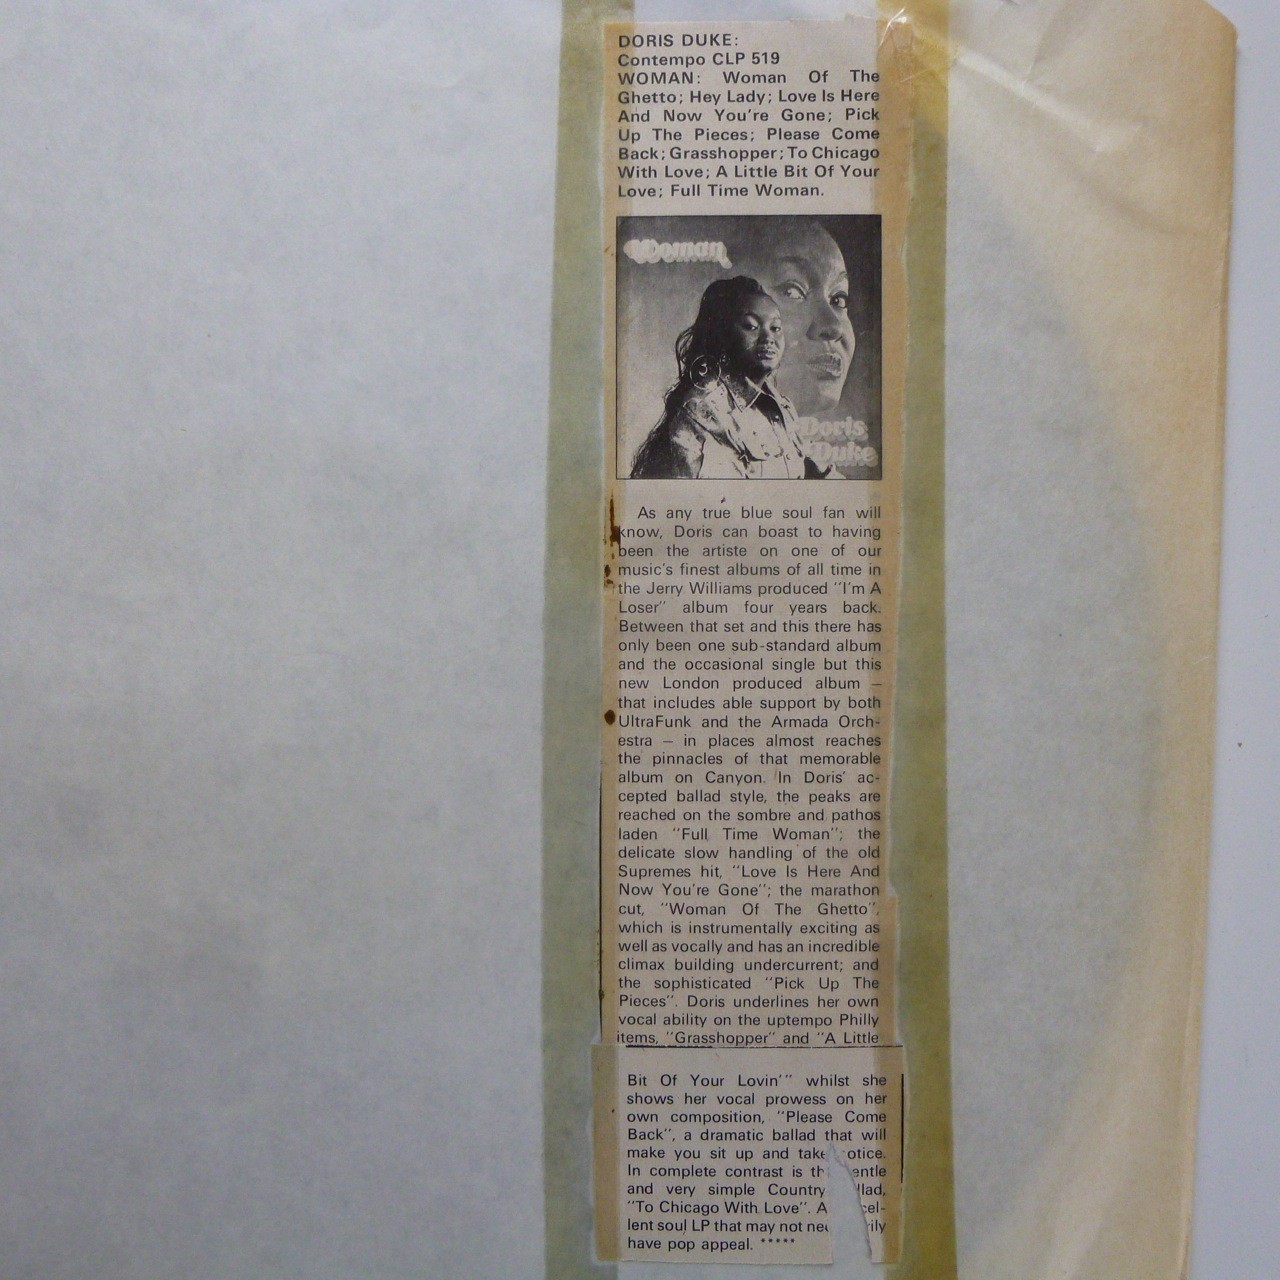 DORIS DUKE:
Contempo CLP 519
WOMAN: Woman Of The
Ghetto; Hey Lady; Love Is Here
And Now You're Gone; Pick
Up The Pieces; Please Come
Back; Grasshopper; To Chicago
With Love; A Little Bit Of Your
Love; Full Time Woman.
Woman
Doris
Duke
As any true blue soul fan will
know, Doris can boast to having
been the artiste on one of our
music's finest albums of all time in
the Jerry Williams produced "I'm A
Loser" album four years back.
Between that set and this there has
only been one sub-standard album
and the occasional single but this
new London produced album —
that includes able support by both
UltraFunk and the Armada Orch-
estra — in places almost reaches
the pinnacles of that memorable
album on Canyon. In Doris' ac-
cepted ballad style, the peaks are
reached on the sombre and pathos
laden "Full Time Woman"; the
delicate slow handling of the old
Supremes hit, "Love Is Here And
Now You're Gone"; the marathon
cut, "Woman Of The Ghetto",
which is instrumentally exciting as
well as vocally and has an incredible
climax building undercurrent; and
the sophisticated "Pick Up The
Pieces". Doris underlines her own
vocal ability on the uptempo Philly
items, "Grasshopper" and "A Little
Bit Of Your Lovin'" whilst she
shows her vocal prowess on her
own composition, "Please Come
Back", a dramatic ballad that will
make you sit up and take otice.
In complete contrast is th entle
and very simple Country llad,
"To Chicago With Love". A cel-
lent soul LP that may not nec rily
have pop appeal. *****